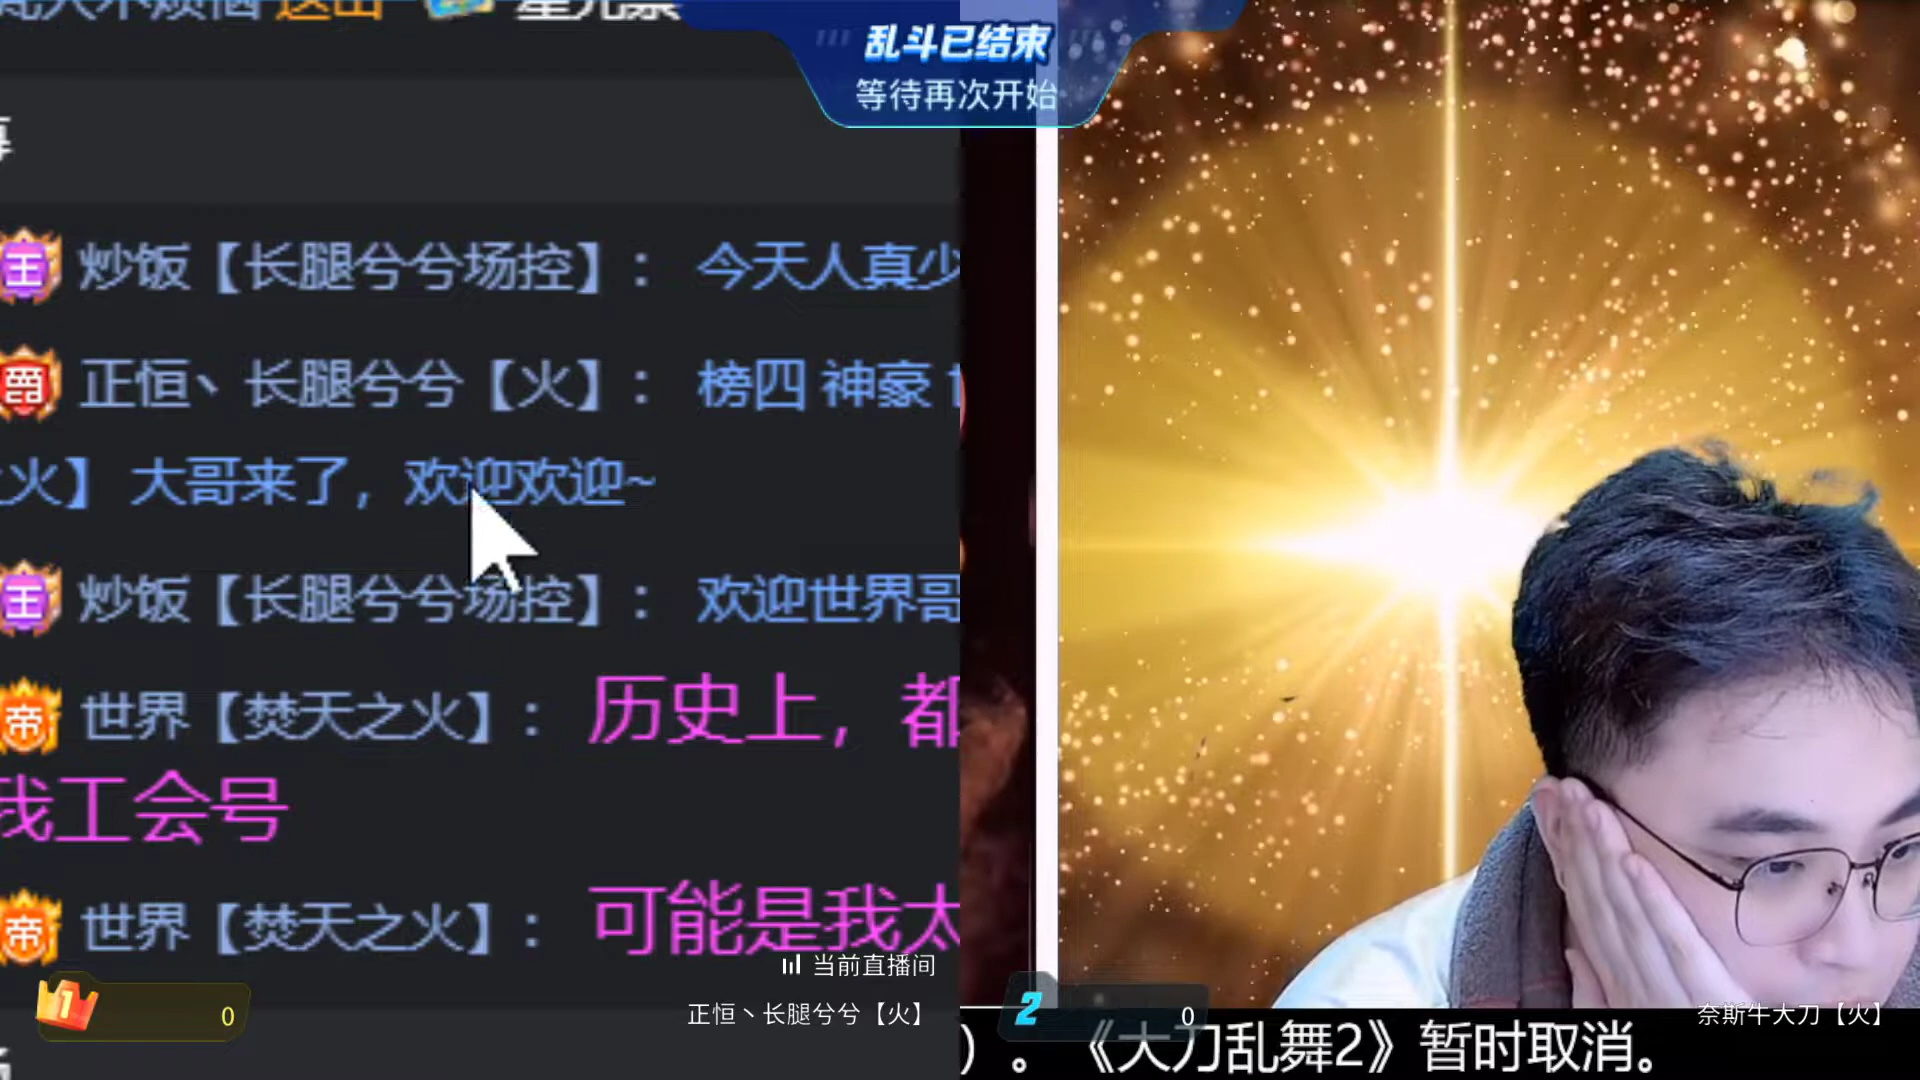 乱斗已结束
等待再次开始
炒饭【长腿兮兮场控】： 今天人真少
正恒丶长腿兮兮【火】： 榜四 神豪
火】 大哥来了，欢迎欢迎~
炒饭【长腿兮兮场控】： 欢迎世界哥
世界【焚天之火】： 历史上，都
我工会号
世界【焚天之火】： 可能是我太
当前直播间
1 0
正恒丶长腿兮兮【火】
2 0
奈斯牛大刀【火】
）。《大刀乱舞2》暂时取消。